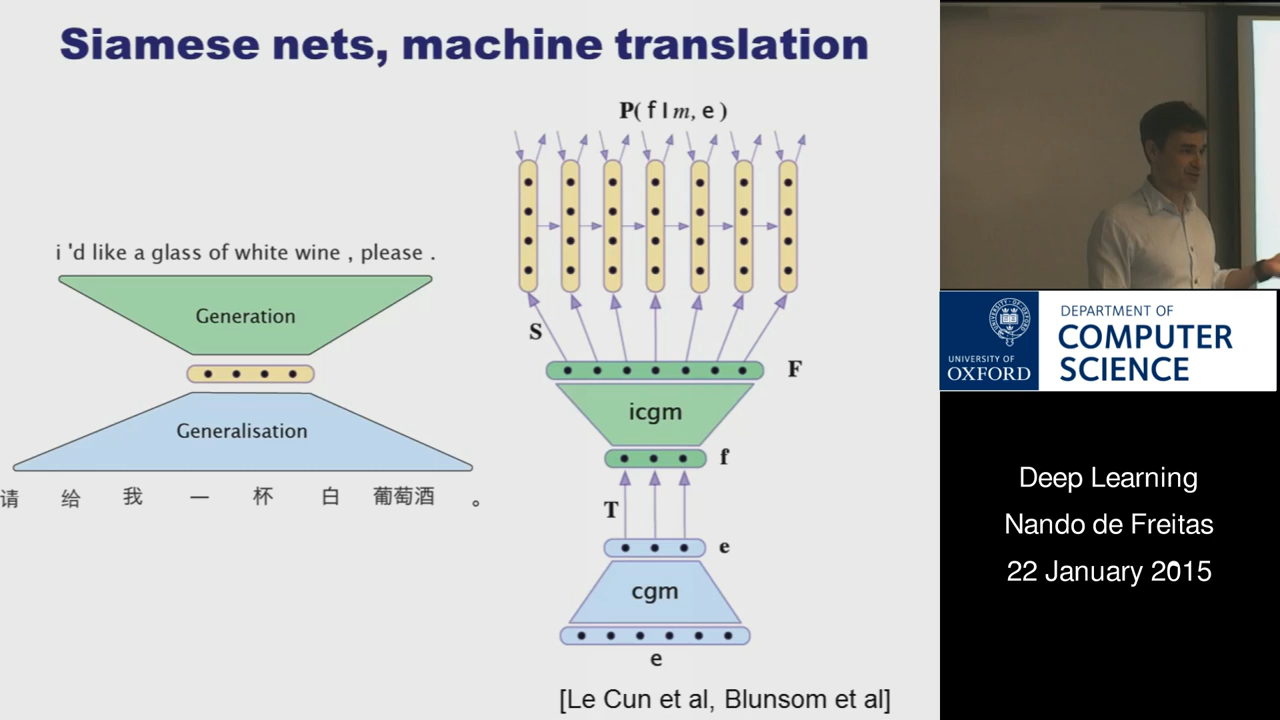 Siamese nets, machine translation
P( f | m, e )
i 'd like a glass of white wine , please .
Generation
Generalisation
请 给 我 一 杯 白 葡萄酒 。
S
F
icgm
f
T
e
cgm
e
[Le Cun et al, Blunsom et al]
UNIVERSITY OF
OXFORD
DEPARTMENT OF
COMPUTER
SCIENCE
Deep Learning
Nando de Freitas
22 January 2015